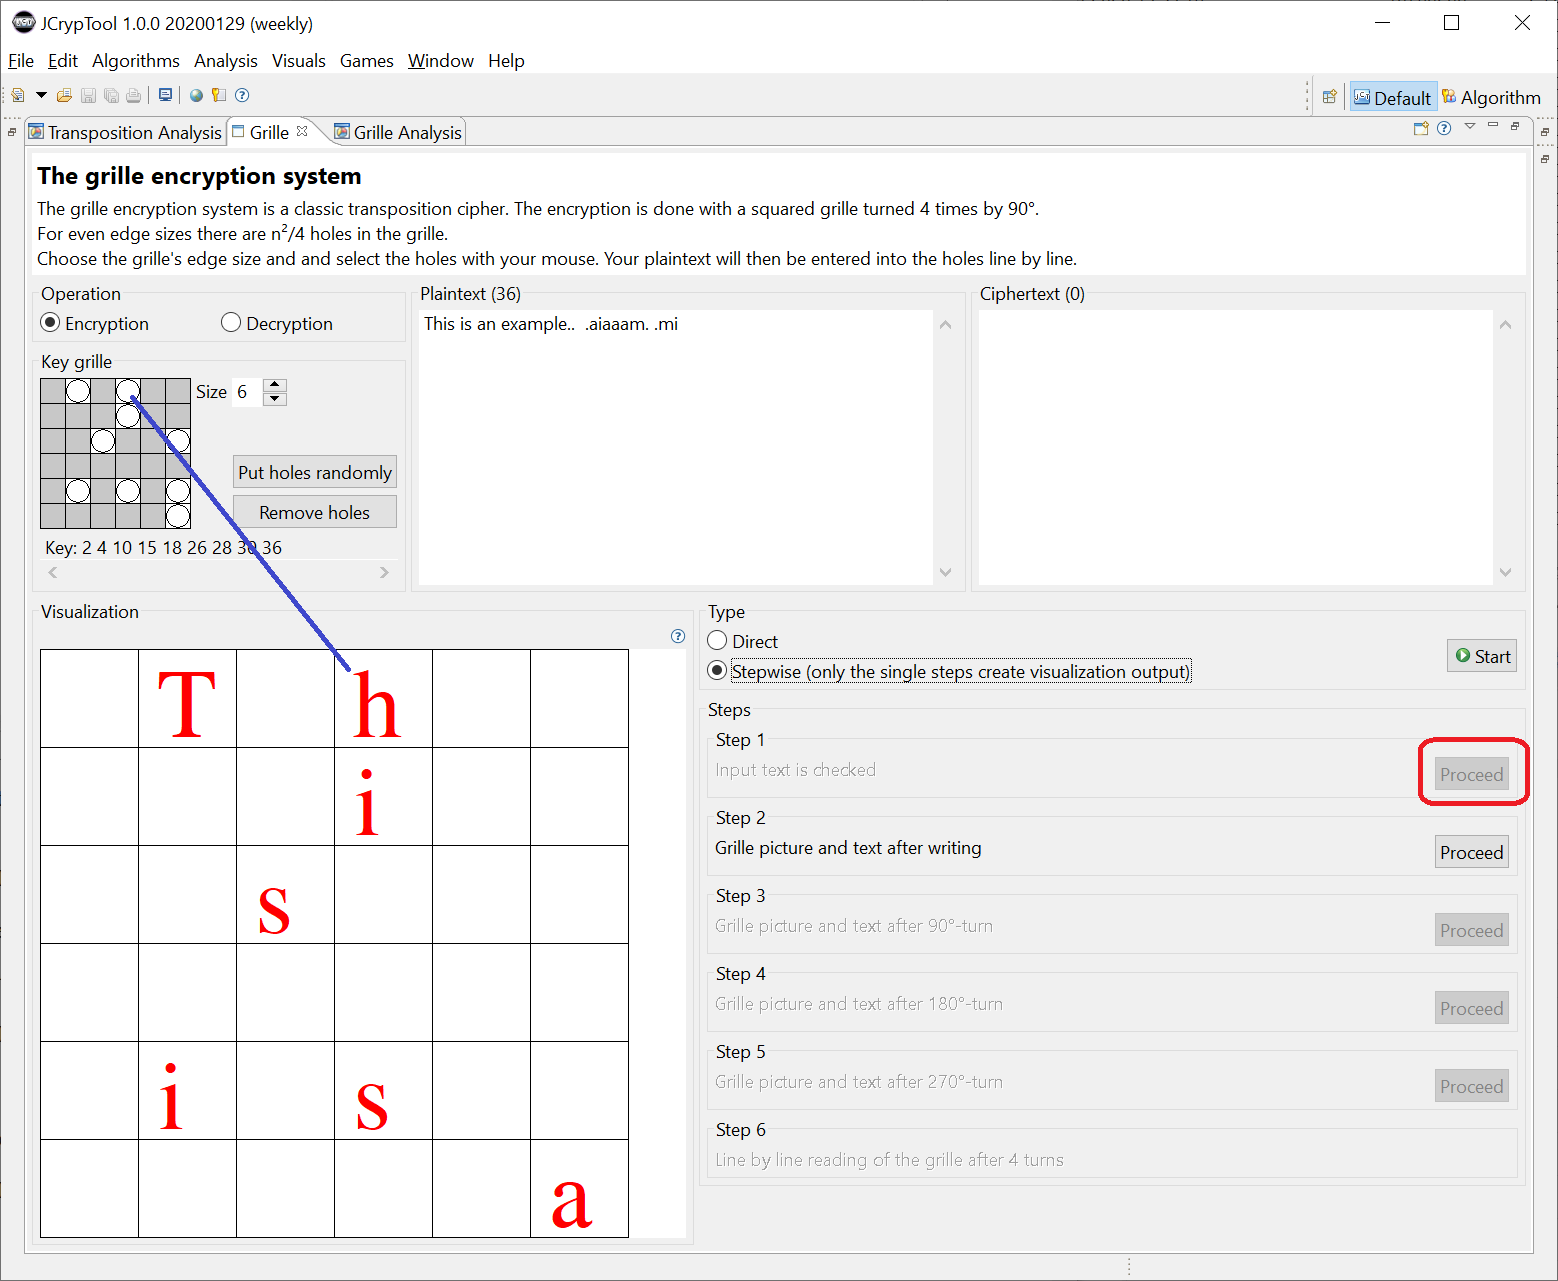 JCrypTool 1.0.0 20200129 (weekly)
File Edit Algorithms Analysis Visuals Games Window Help
Default Algorithm
Transposition Analysis Grille Grille Analysis
The grille encryption system
The grille encryption system is a classic transposition cipher. The encryption is done with a squared grille turned 4 times by 90°.
For even edge sizes there are n²/4 holes in the grille.
Choose the grille's edge size and and select the holes with your mouse. Your plaintext will then be entered into the holes line by line.
Operation
Encryption Decryption
Key grille
Size 6
Put holes randomly
Remove holes
Key: 2 4 10 15 18 26 28 30 36
Plaintext (36)
This is an example..  .aiaaam. .mi
Ciphertext (0)
Visualization
T h
i
s
i s
a
Type
Direct
Stepwise (only the single steps create visualization output)
Start
Steps
Step 1
Input text is checked
Proceed
Step 2
Grille picture and text after writing
Proceed
Step 3
Grille picture and text after 90°-turn
Proceed
Step 4
Grille picture and text after 180°-turn
Proceed
Step 5
Grille picture and text after 270°-turn
Proceed
Step 6
Line by line reading of the grille after 4 turns